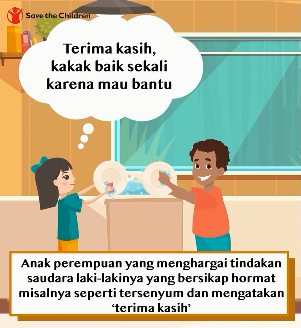 Save the Children
Terima kasih,
kakak baik sekali
karena mau bantu
Anak perempuan yang menghargai tindakan
saudara laki-lakinya yang bersikap hormat
misalnya seperti tersenyum dan mengatakan
‘terima kasih’